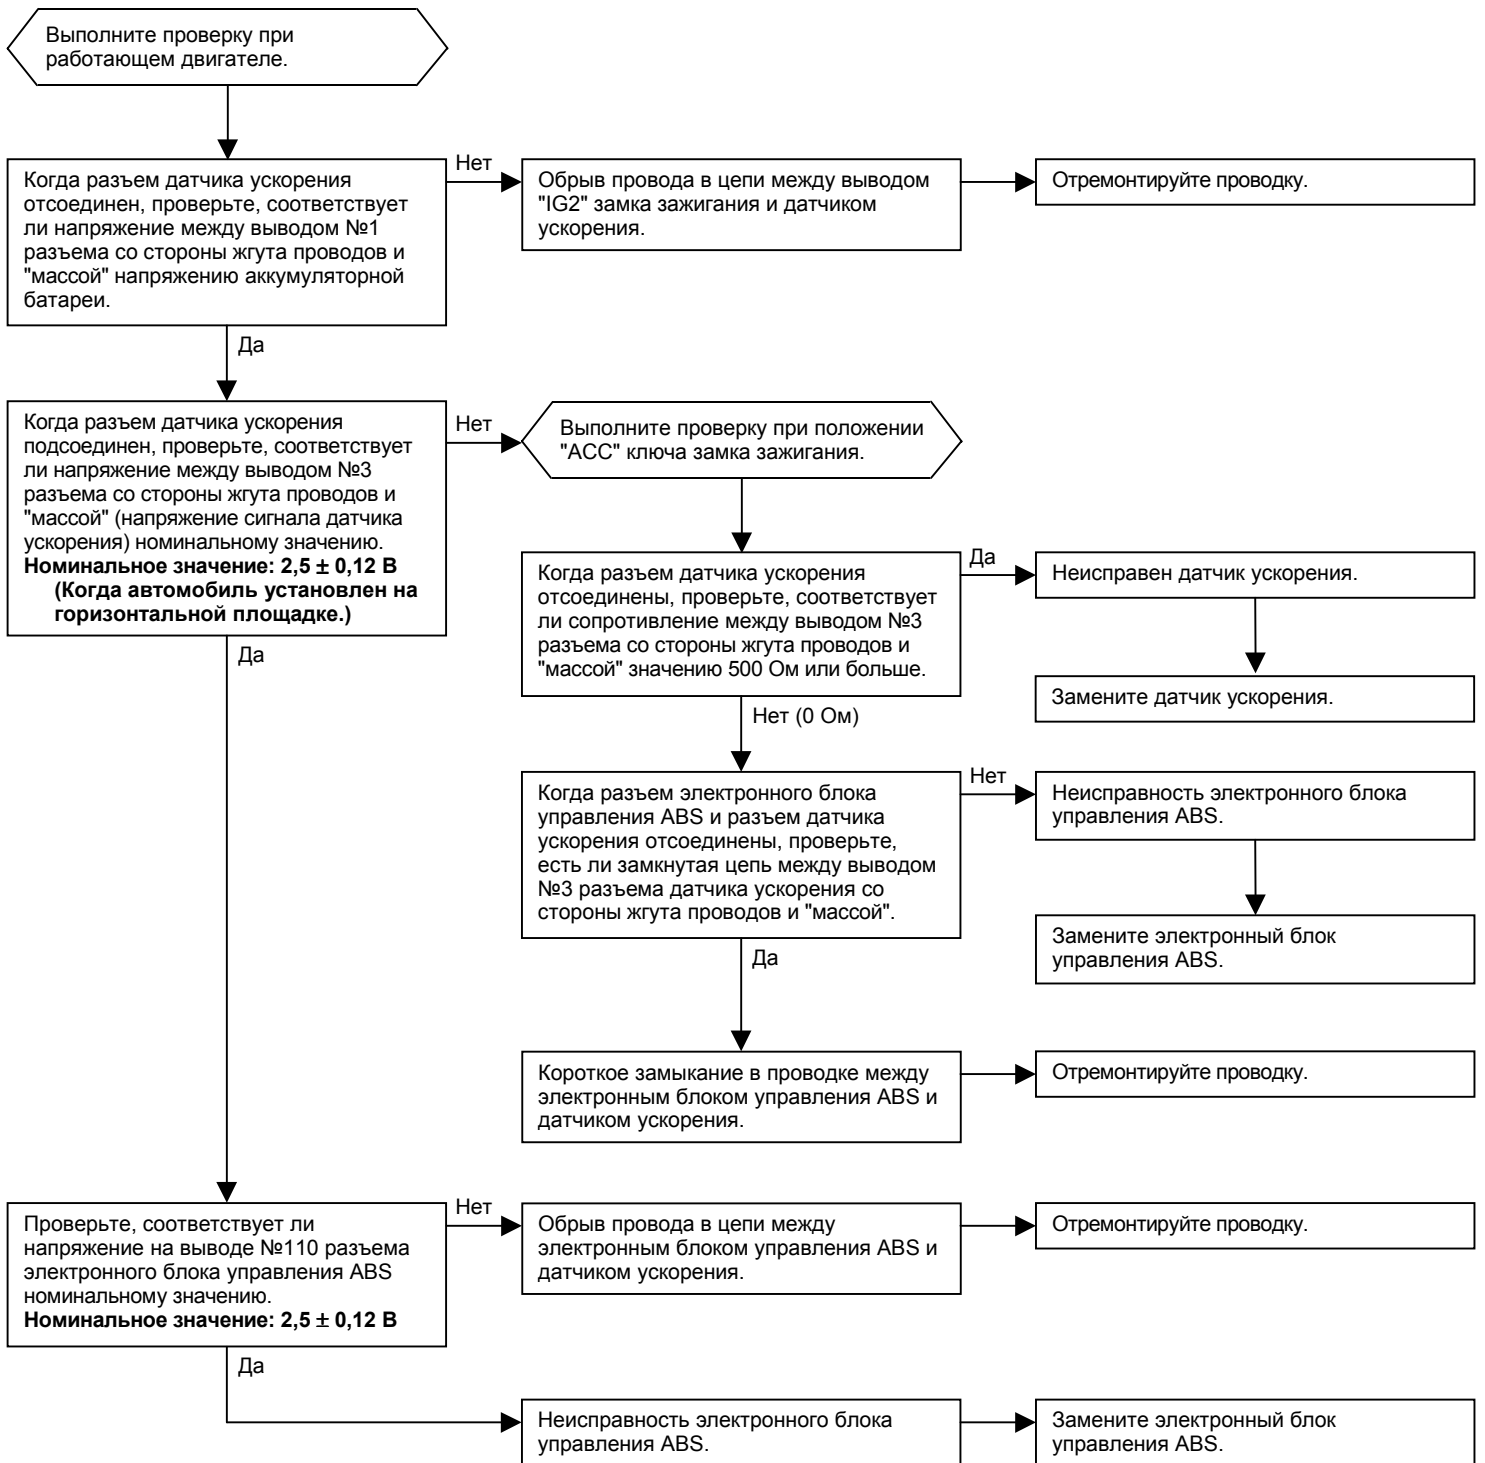 Выполните проверку при
работающем двигателе.
Когда разъем датчика ускорения
отсоединен, проверьте, соответствует
ли напряжение между выводом №1
разъема со стороны жгута проводов и
"массой" напряжению аккумуляторной
батареи.
Нет
Обрыв провода в цепи между выводом
"IG2" замка зажигания и датчиком
ускорения.
Отремонтируйте проводку.
Да
Когда разъем датчика ускорения
подсоединен, проверьте, соответствует
ли напряжение между выводом №3
разъема со стороны жгута проводов и
"массой" (напряжение сигнала датчика
ускорения) номинальному значению.
Номинальное значение: 2,5 ± 0,12 В
(Когда автомобиль установлен на
горизонтальной площадке.)
Нет
Выполните проверку при положении
"ACC" ключа замка зажигания.
Когда разъем датчика ускорения
отсоединены, проверьте, соответствует
ли сопротивление между выводом №3
разъема со стороны жгута проводов и
"массой" значению 500 Ом или больше.
Да
Неисправен датчик ускорения.
Замените датчик ускорения.
Нет (0 Ом)
Когда разъем электронного блока
управления ABS и разъем датчика
ускорения отсоединены, проверьте,
есть ли замкнутая цепь между выводом
№3 разъема датчика ускорения со
стороны жгута проводов и "массой".
Нет
Неисправность электронного блока
управления ABS.
Замените электронный блок
управления ABS.
Да
Короткое замыкание в проводке между
электронным блоком управления ABS и
датчиком ускорения.
Отремонтируйте проводку.
Да
Проверьте, соответствует ли
напряжение на выводе №110 разъема
электронного блока управления ABS
номинальному значению.
Номинальное значение: 2,5 ± 0,12 В
Нет
Обрыв провода в цепи между
электронным блоком управления ABS и
датчиком ускорения.
Отремонтируйте проводку.
Да
Неисправность электронного блока
управления ABS.
Замените электронный блок
управления ABS.